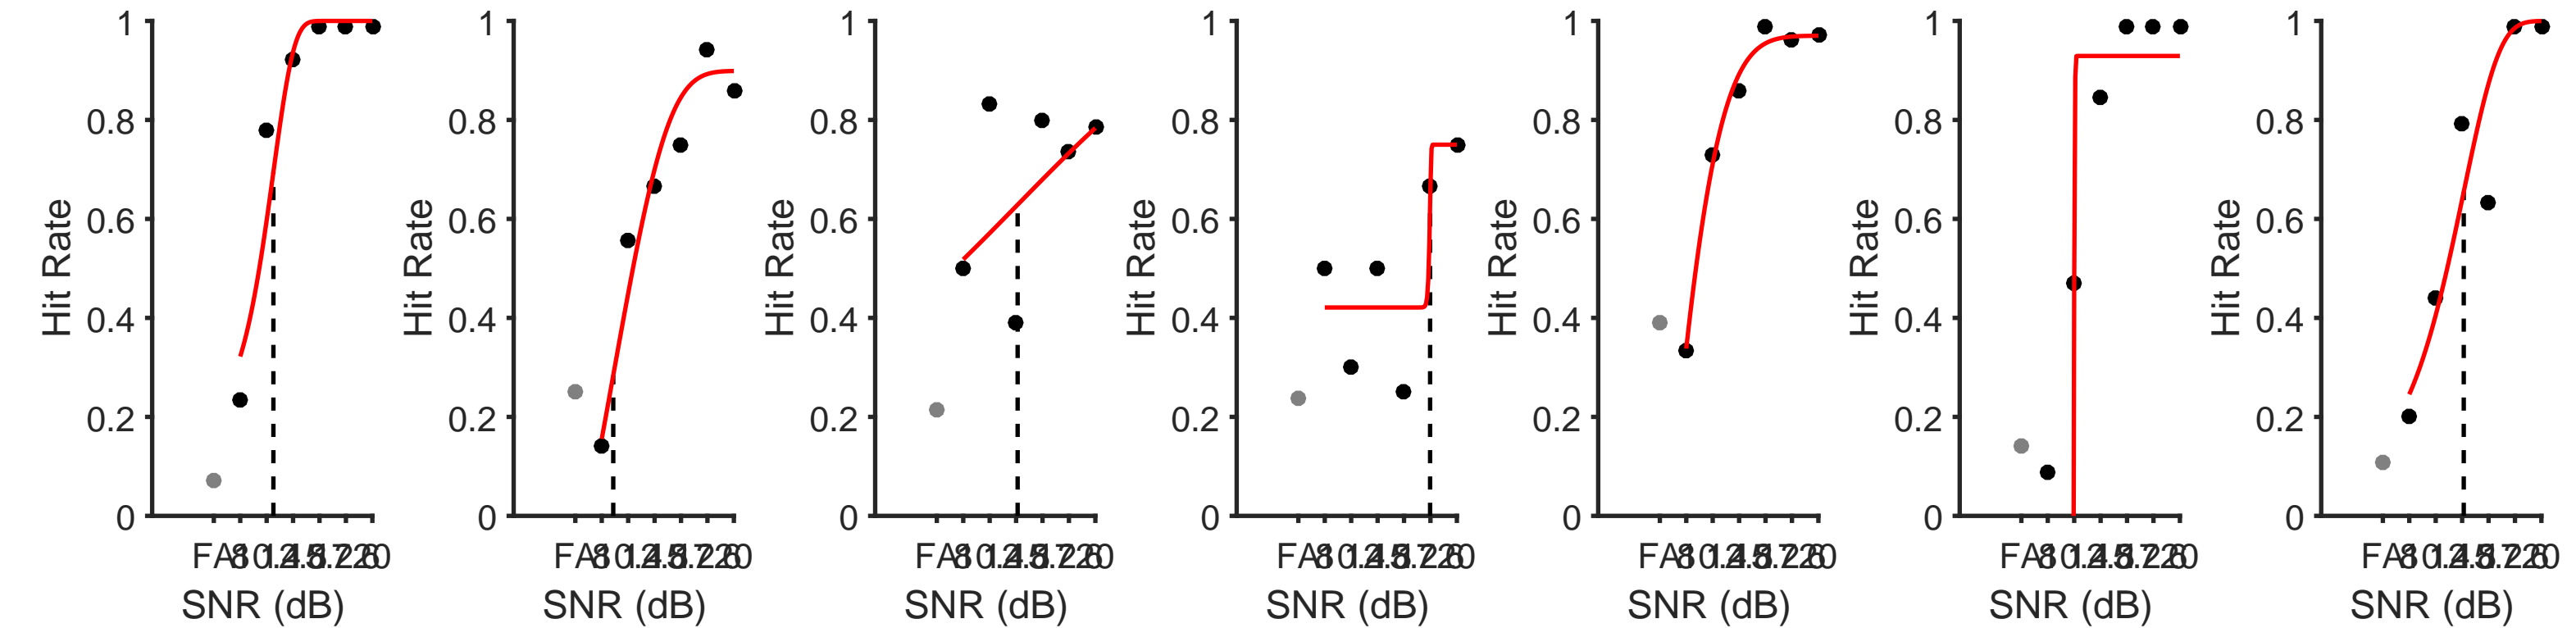 1 1 1 1 1 1 1
0.8 0.8 0.8 0.8 0.8 0.8 0.8
0.6 0.6 0.6 0.6 0.6 0.6 0.6
0.4 0.4 0.4 0.4 0.4 0.4 0.4
0.2 0.2 0.2 0.2 0.2 0.2 0.2
0 0 0 0 0 0 0
Hit Rate Hit Rate Hit Rate Hit Rate Hit Rate Hit Rate Hit Rate
SNR (dB) SNR (dB) SNR (dB) SNR (dB) SNR (dB) SNR (dB) SNR (dB)